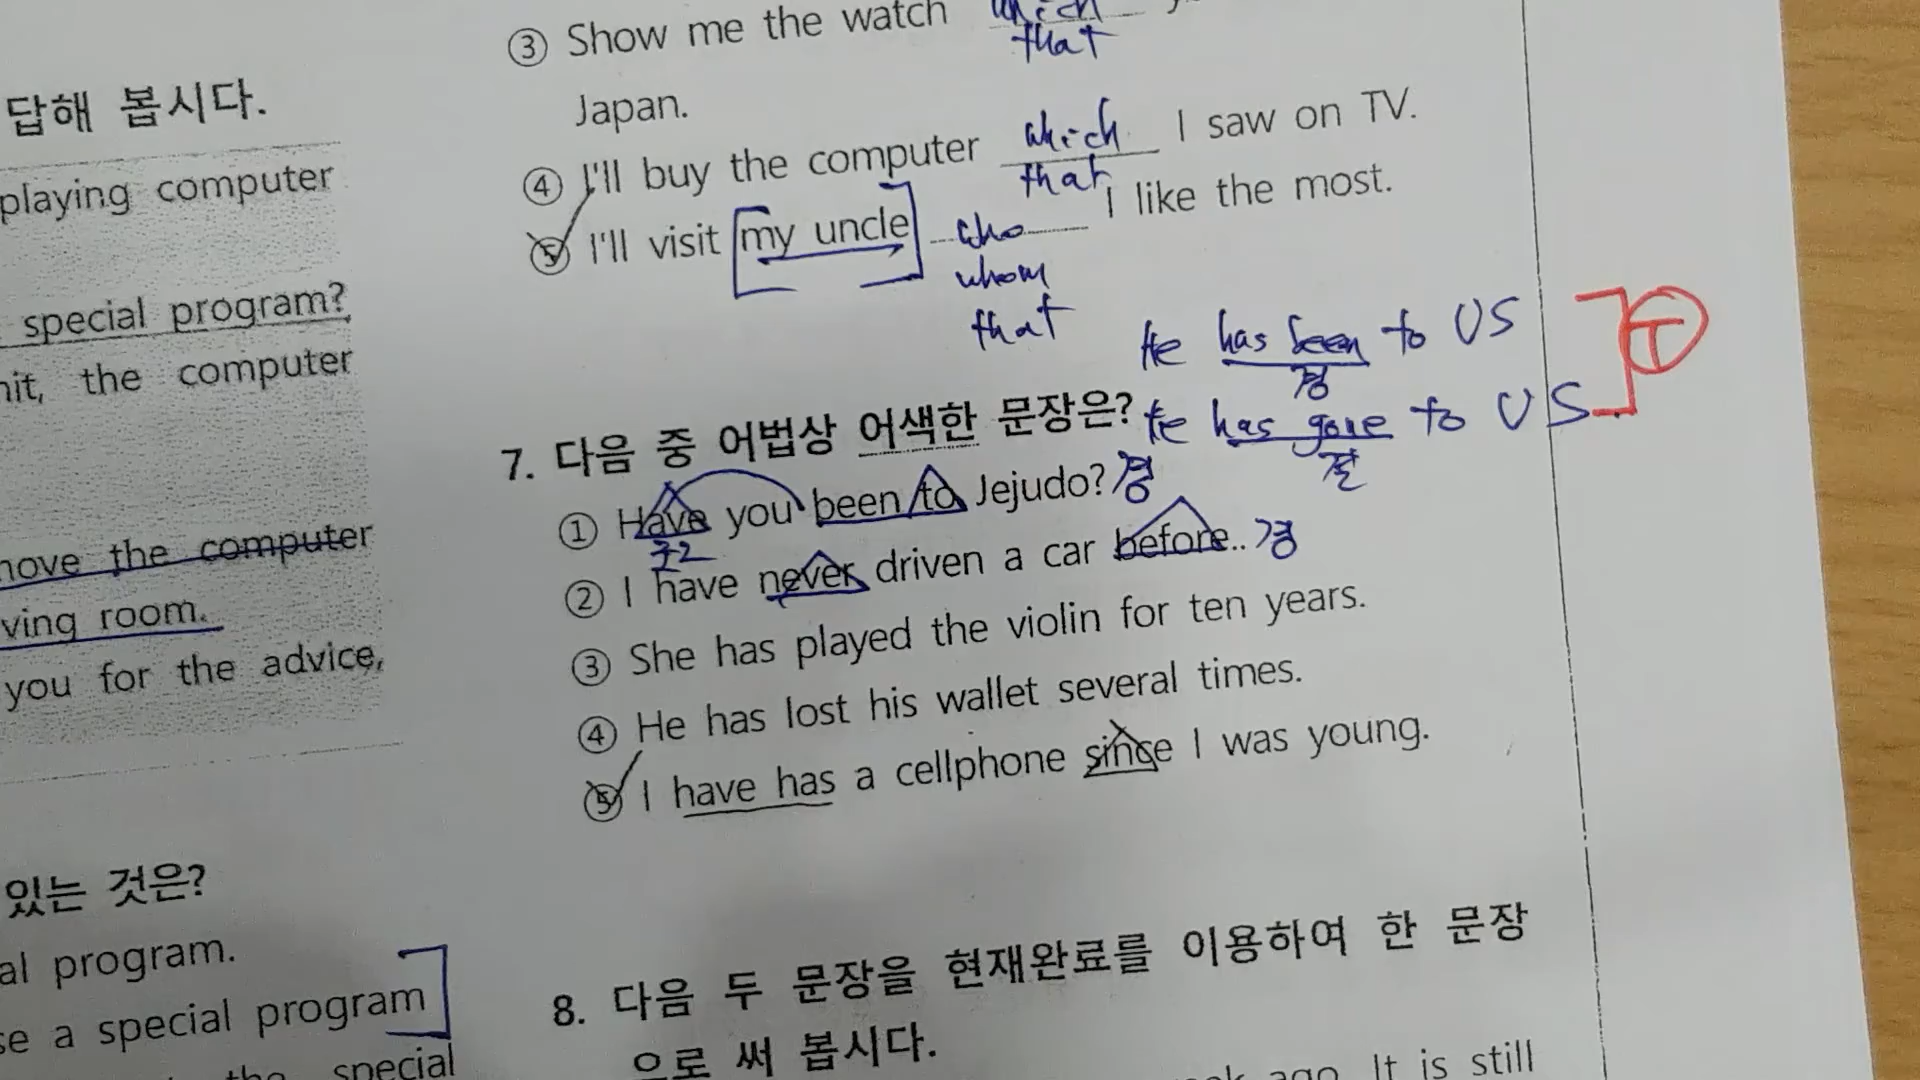 답해 봅시다.
playing computer
special program?
the computer
the computer
ving room.
you for the advice,
있는 것은?
al program.
se a special program
the special
③ Show me the watch which
that
Japan.
④ I'll buy the computer which I saw on TV.
that
⑤ I'll visit my uncle who I like the most.
whom
that
He has been to US
경
He has gone to US
결
T
7. 다음 중 어법상 어색한 문장은?
① Have you been to Jejudo? 경
② I have never driven a car before.. 경
③ She has played the violin for ten years.
④ He has lost his wallet several times.
⑤ I have has a cellphone since I was young.
8. 다음 두 문장을 현재완료를 이용하여 한 문장
으로 써 봅시다.
ago. It is still